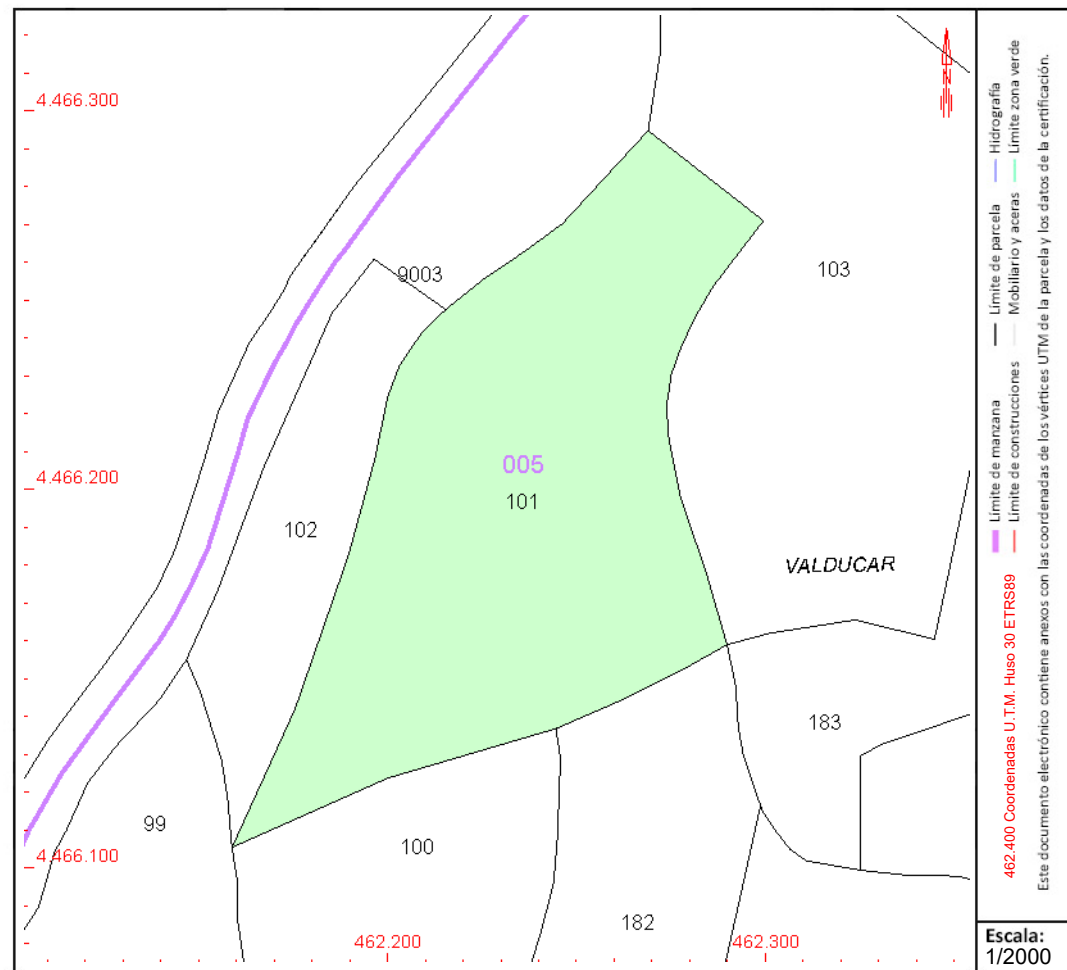 4.466.300
9003
103
005
4.466.200
101
102
VALDUCAR
183
99
4.466.100
100
182
462.200
462.300
N
Límite de manzana
Límite de parcela
Hidrografía
Límite de construcciones
Mobiliario y aceras
Límite zona verde
462.400 Coordenadas U.T.M. Huso 30 ETRS89
Este documento electrónico contiene anexos con las coordenadas de los vértices UTM de la parcela y los datos de la certificación.
Escala:
1/2000